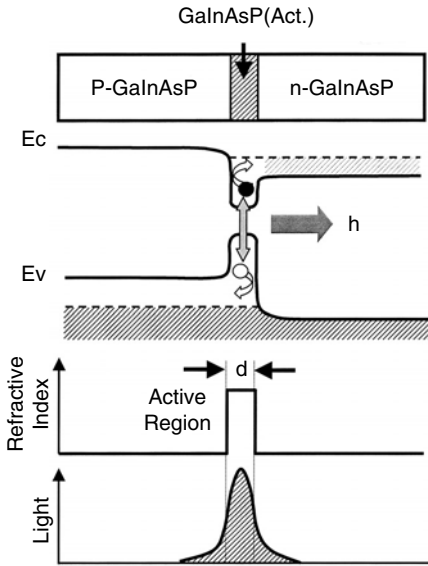 GaInAsP(Act.)
P-GaInAsP
n-GaInAsP
Ec
h
Ev
d
Active
Region
Refractive
Index
Light